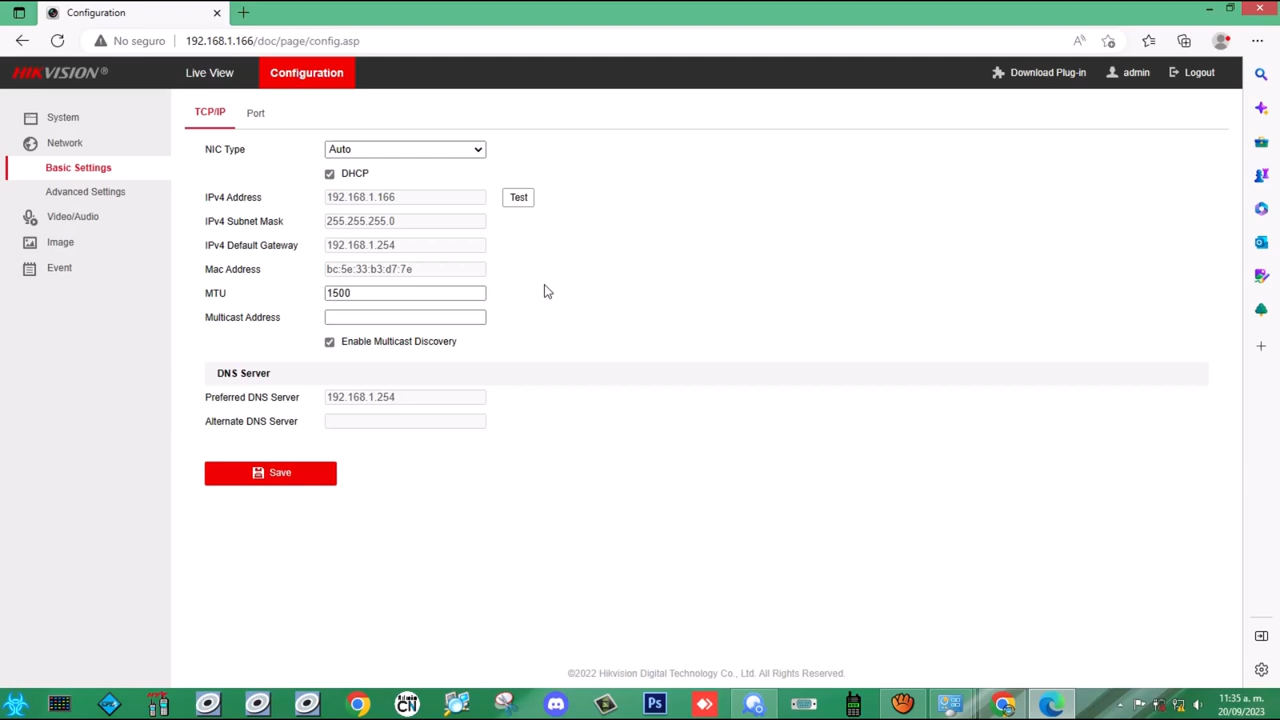 Configuration
No seguro
192.168.1.166/doc/page/config.asp
HIKVISION®
Live View
Configuration
Download Plug-in
admin
Logout
System
Network
Basic Settings
Advanced Settings
Video/Audio
Image
Event
TCP/IP
Port
NIC Type
Auto
DHCP
IPv4 Address
192.168.1.166
Test
IPv4 Subnet Mask
255.255.255.0
IPv4 Default Gateway
192.168.1.254
Mac Address
bc:5e:33:b3:d7:7e
MTU
1500
Multicast Address
Enable Multicast Discovery
DNS Server
Preferred DNS Server
192.168.1.254
Alternate DNS Server
Save
©2022 Hikvision Digital Technology Co., Ltd. All Rights Reserved.
CN
Ps
11:35 a. m.
20/09/2023